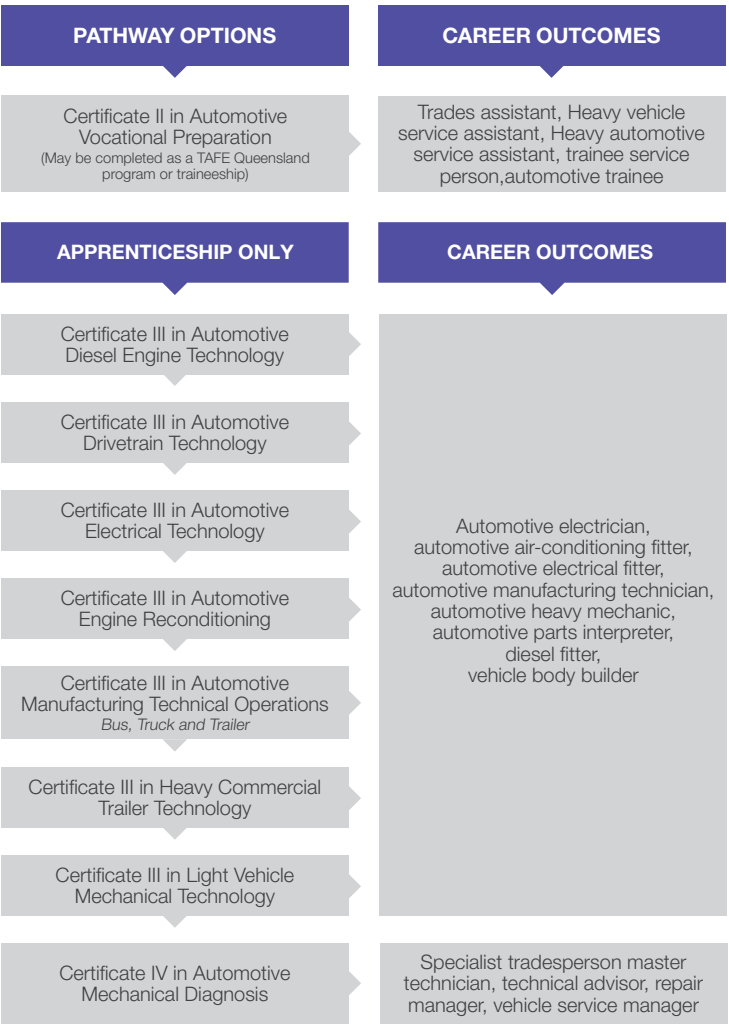 PATHWAY OPTIONS
CAREER OUTCOMES
Certificate II in Automotive
Vocational Preparation
(May be completed as a TAFE Queensland
program or traineeship)
Trades assistant, Heavy vehicle
service assistant, Heavy automotive
service assistant, trainee service
person,automotive trainee
APPRENTICESHIP ONLY
CAREER OUTCOMES
Certificate III in Automotive
Diesel Engine Technology
Certificate III in Automotive
Drivetrain Technology
Certificate III in Automotive
Electrical Technology
Certificate III in Automotive
Engine Reconditioning
Certificate III in Automotive
Manufacturing Technical Operations
Bus, Truck and Trailer
Certificate III in Heavy Commercial
Trailer Technology
Certificate III in Light Vehicle
Mechanical Technology
Automotive electrician,
automotive air-conditioning fitter,
automotive electrical fitter,
automotive manufacturing technician,
automotive heavy mechanic,
automotive parts interpreter,
diesel fitter,
vehicle body builder
Certificate IV in Automotive
Mechanical Diagnosis
Specialist tradesperson master
technician, technical advisor, repair
manager, vehicle service manager